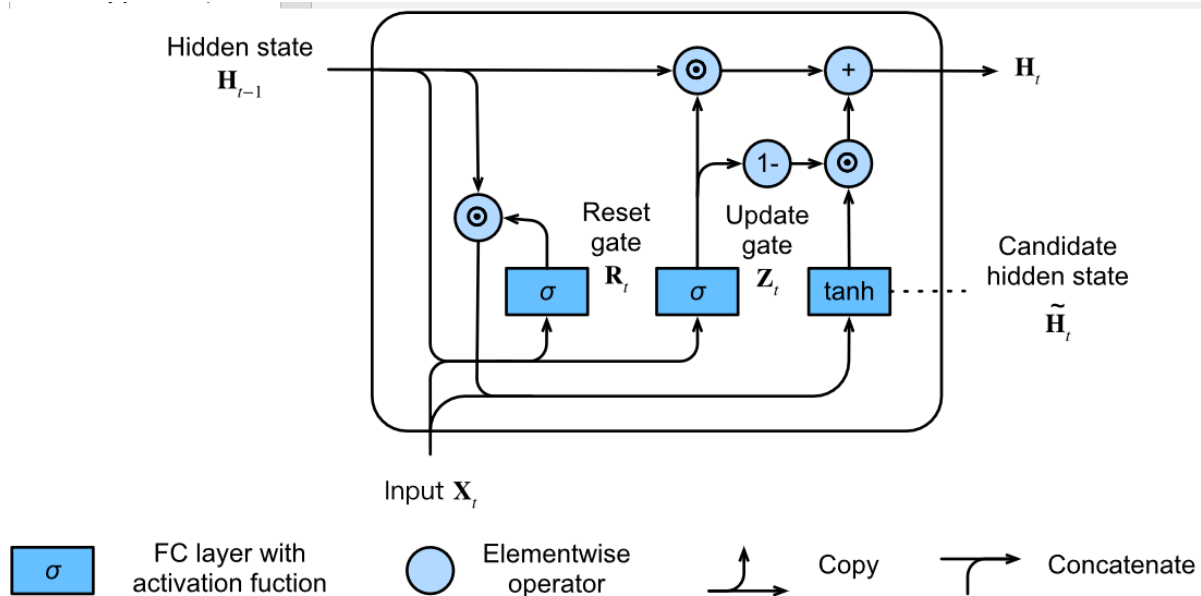 Hidden state
H_{t−1}
⊙
+
H_t
1-
⊙
⊙
Reset
gate
R_t
Update
gate
Z_t
σ
σ
tanh
Candidate
hidden state
H̃_t
Input X_t
σ
FC layer with
activation fuction
Elementwise
operator
Copy
Concatenate